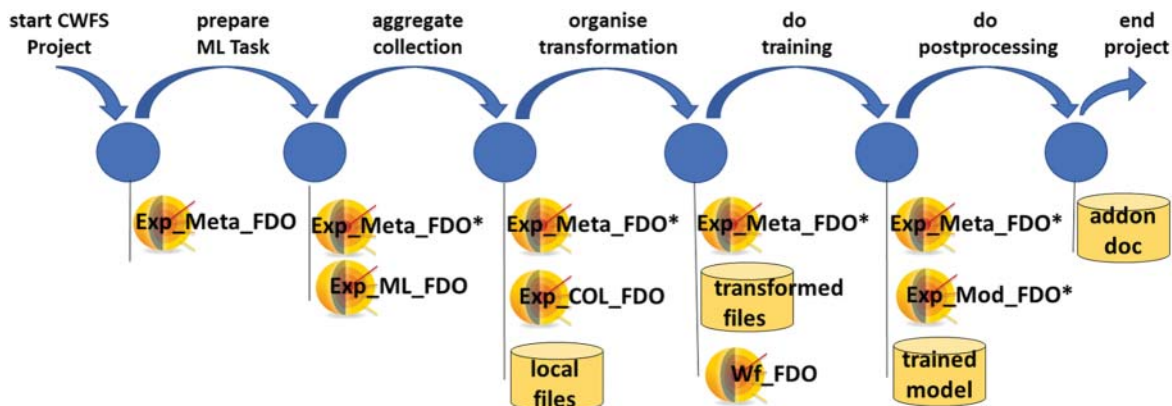 start CWFS
Project
prepare
ML Task
aggregate
collection
organise
transformation
do
training
do
postprocessing
end
project
Exp_Meta_FDO
Exp_Meta_FDO*
Exp_ML_FDO
Exp_Meta_FDO*
Exp_COL_FDO
local
files
Exp_Meta_FDO*
transformed
files
Wf_FDO
Exp_Meta_FDO*
Exp_Mod_FDO*
trained
model
addon
doc